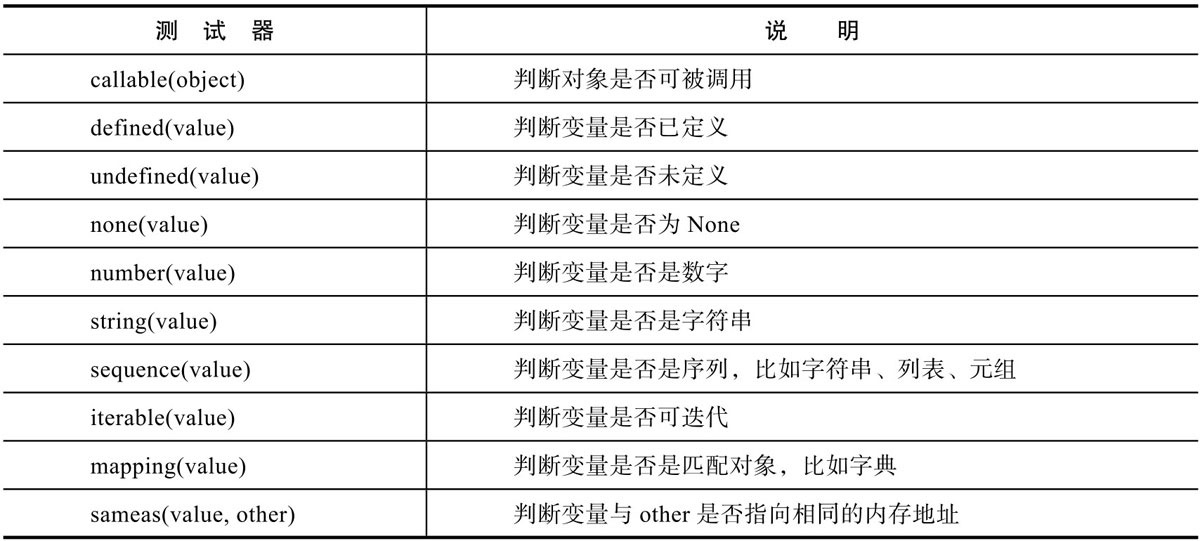 测 试 器 说 明
callable(object) 判断对象是否可被调用
defined(value) 判断变量是否已定义
undefined(value) 判断变量是否未定义
none(value) 判断变量是否为 None
number(value) 判断变量是否是数字
string(value) 判断变量是否是字符串
sequence(value) 判断变量是否是序列，比如字符串、列表、元组
iterable(value) 判断变量是否可迭代
mapping(value) 判断变量是否是匹配对象，比如字典
sameas(value, other) 判断变量与 other 是否指向相同的内存地址